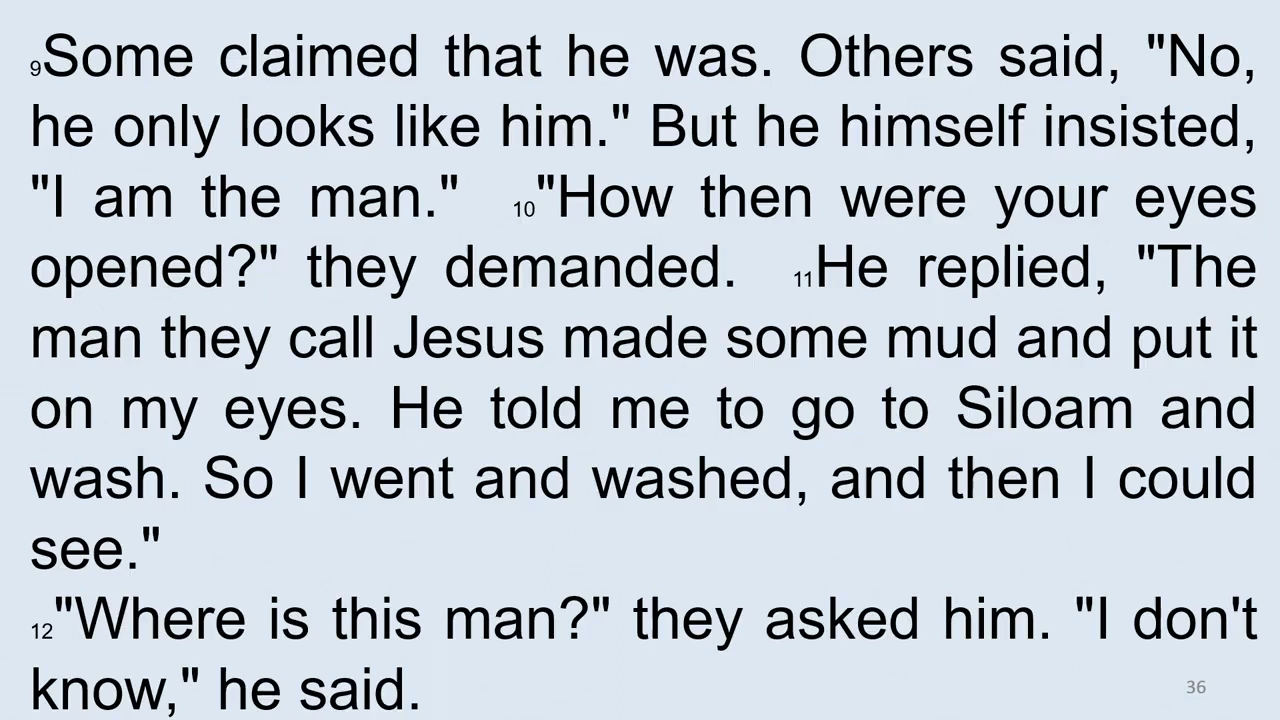 9Some claimed that he was. Others said, "No,
he only looks like him." But he himself insisted,
"I am the man." 10"How then were your eyes
opened?" they demanded. 11He replied, "The
man they call Jesus made some mud and put it
on my eyes. He told me to go to Siloam and
wash. So I went and washed, and then I could
see."
12"Where is this man?" they asked him. "I don't
know," he said.
36